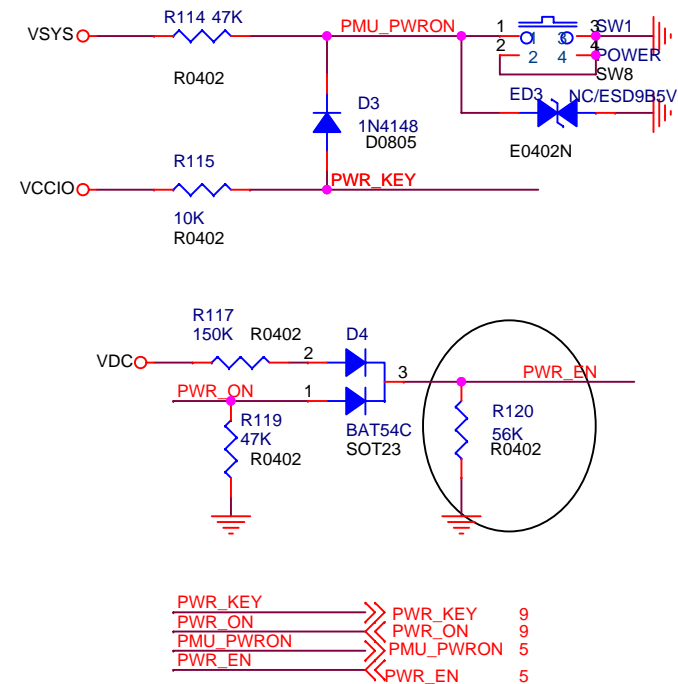 R114 47K
VSYS
PMU_PWRON
R0402
1
2
1
2
3
4
3
4
SW1
POWER
SW8
ED3
NC/ESD9B5V
E0402N
D3
1N4148
D0805
R115
VCCIO
PWR_KEY
10K
R0402
R117
150K
R0402
D4
VDC
2
3
PWR_EN
PWR_ON
1
R119
47K
R0402
BAT54C
SOT23
R120
56K
R0402
PWR_KEY
PWR_KEY 9
PWR_ON
PWR_ON 9
PMU_PWRON
PMU_PWRON 5
PWR_EN
PWR_EN 5